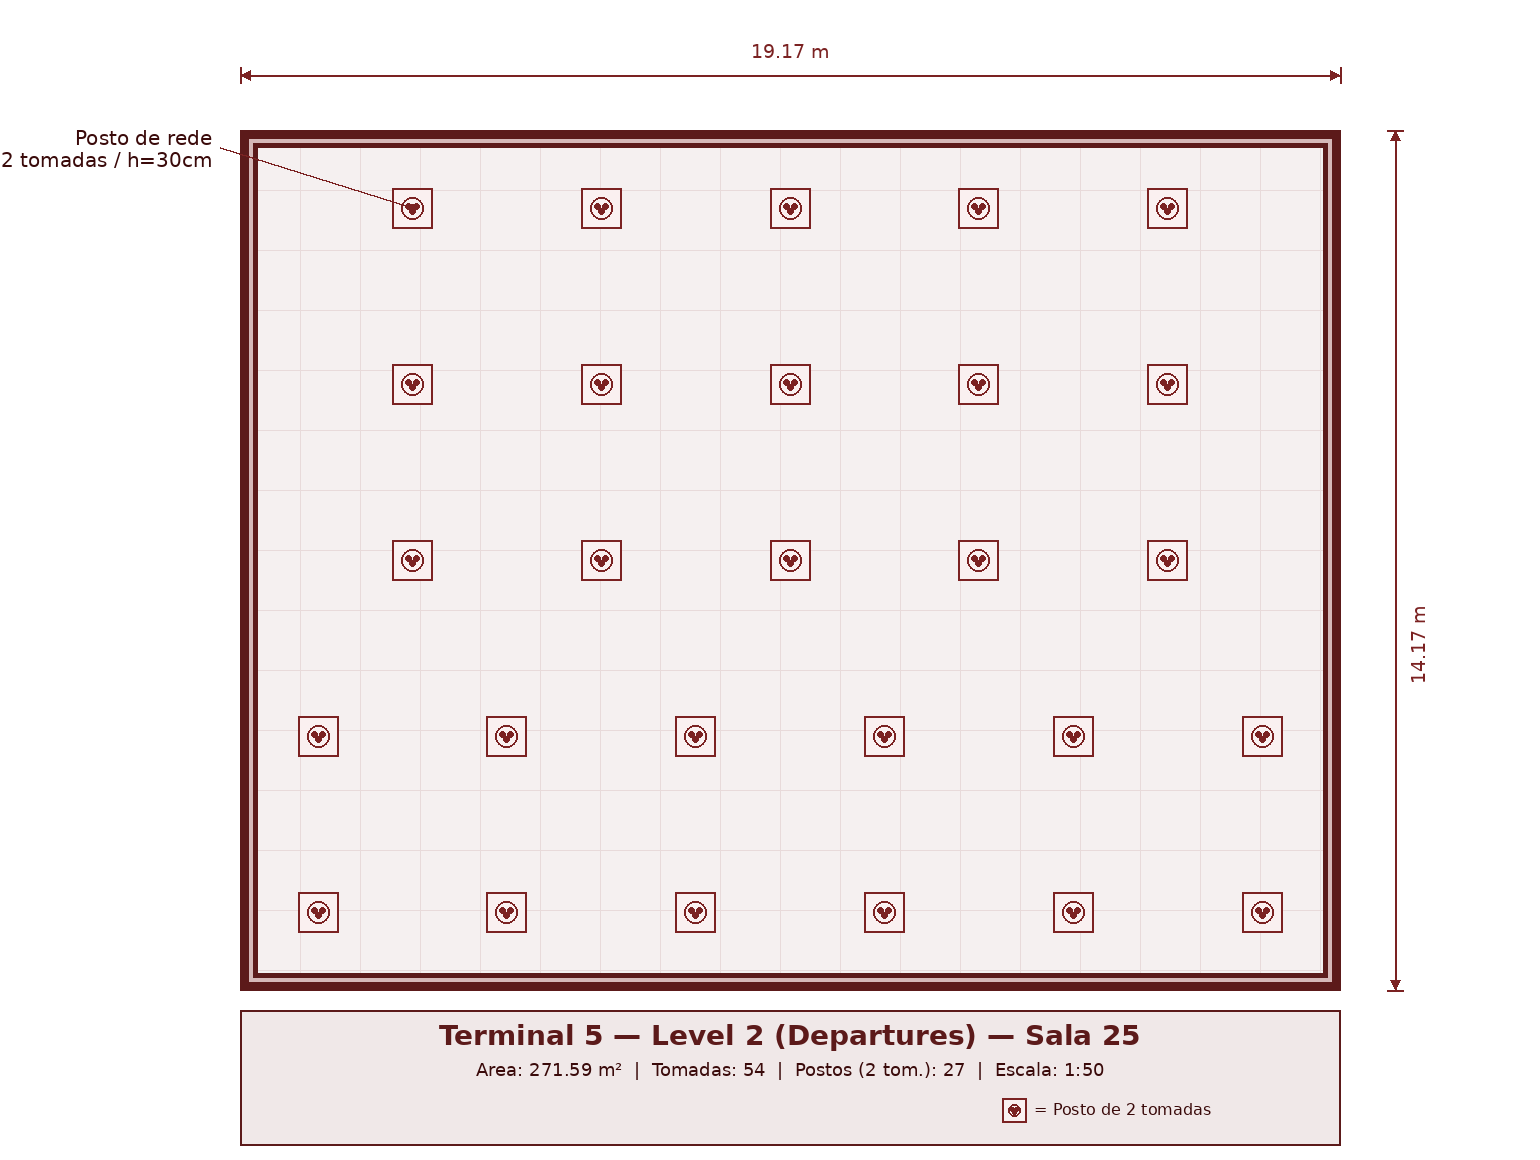 19.17 m
Posto de rede
2 tomadas / h=30cm
14.17 m
Terminal 5 — Level 2 (Departures) — Sala 25
Area: 271.59 m² | Tomadas: 54 | Postos (2 tom.): 27 | Escala: 1:50
= Posto de 2 tomadas